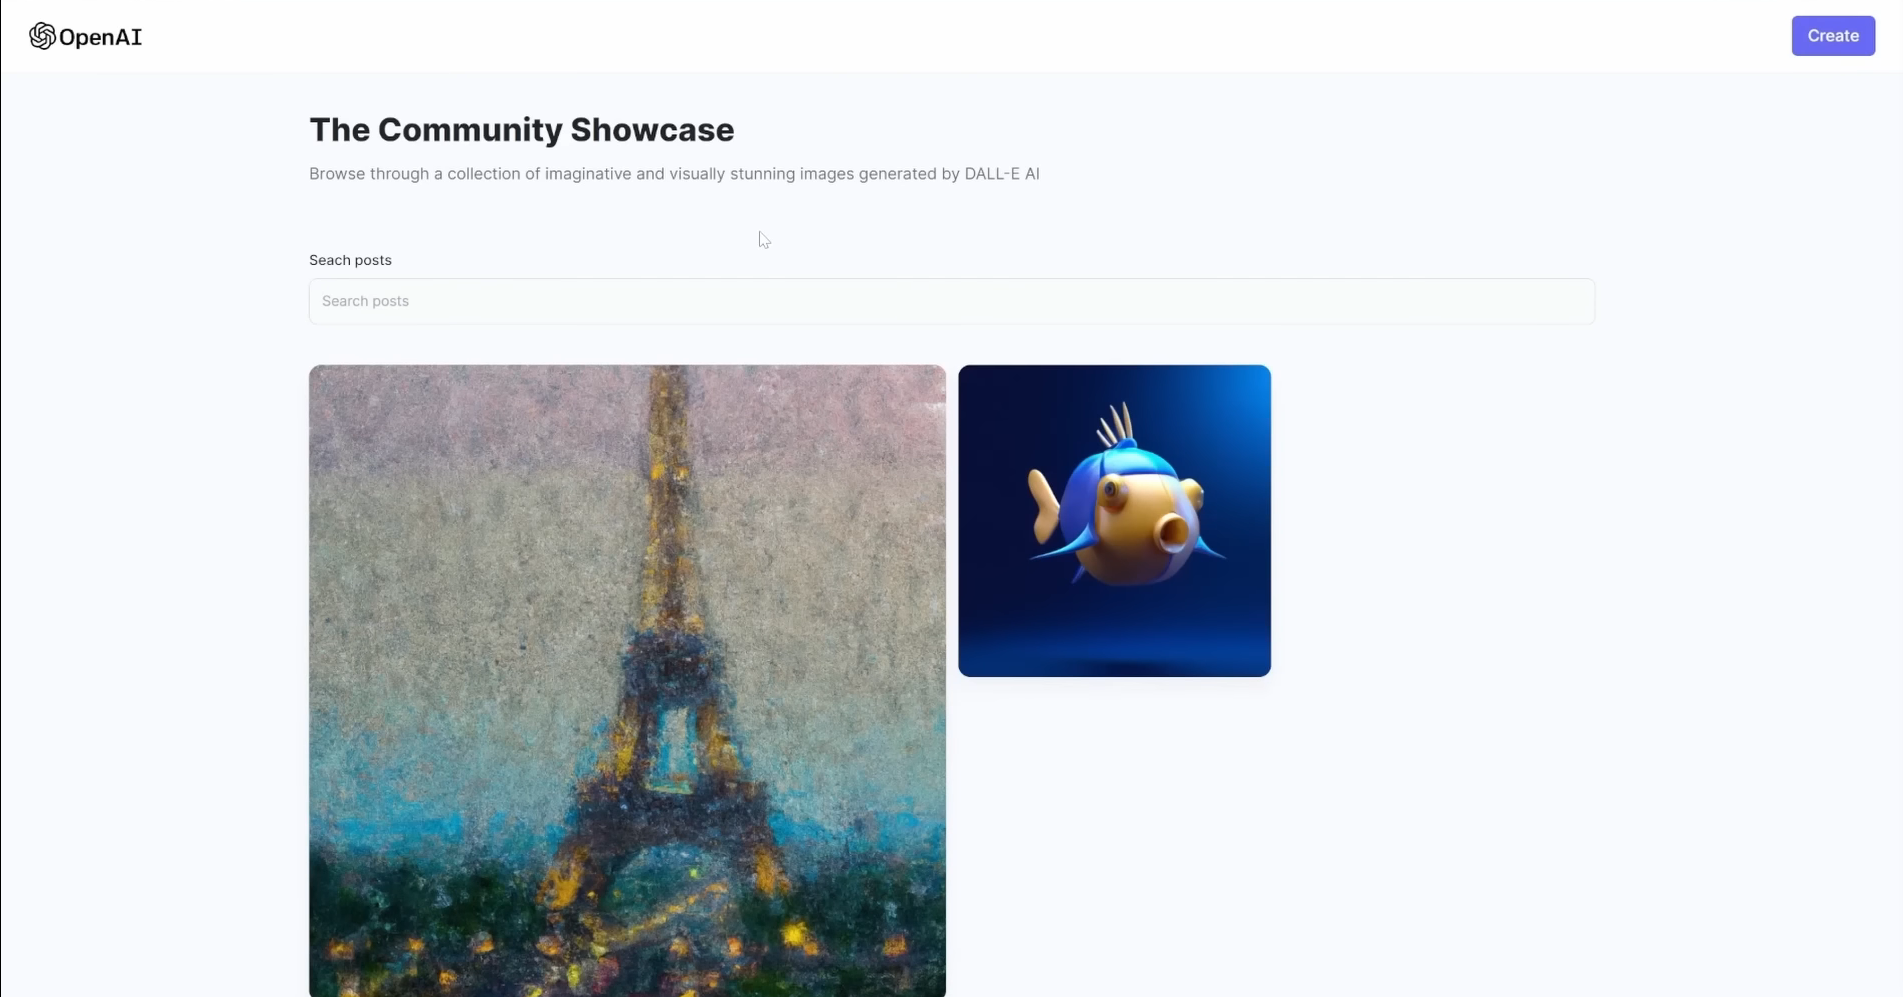 OpenAI
Create
The Community Showcase
Browse through a collection of imaginative and visually stunning images generated by DALL-E AI
Seach posts
Search posts